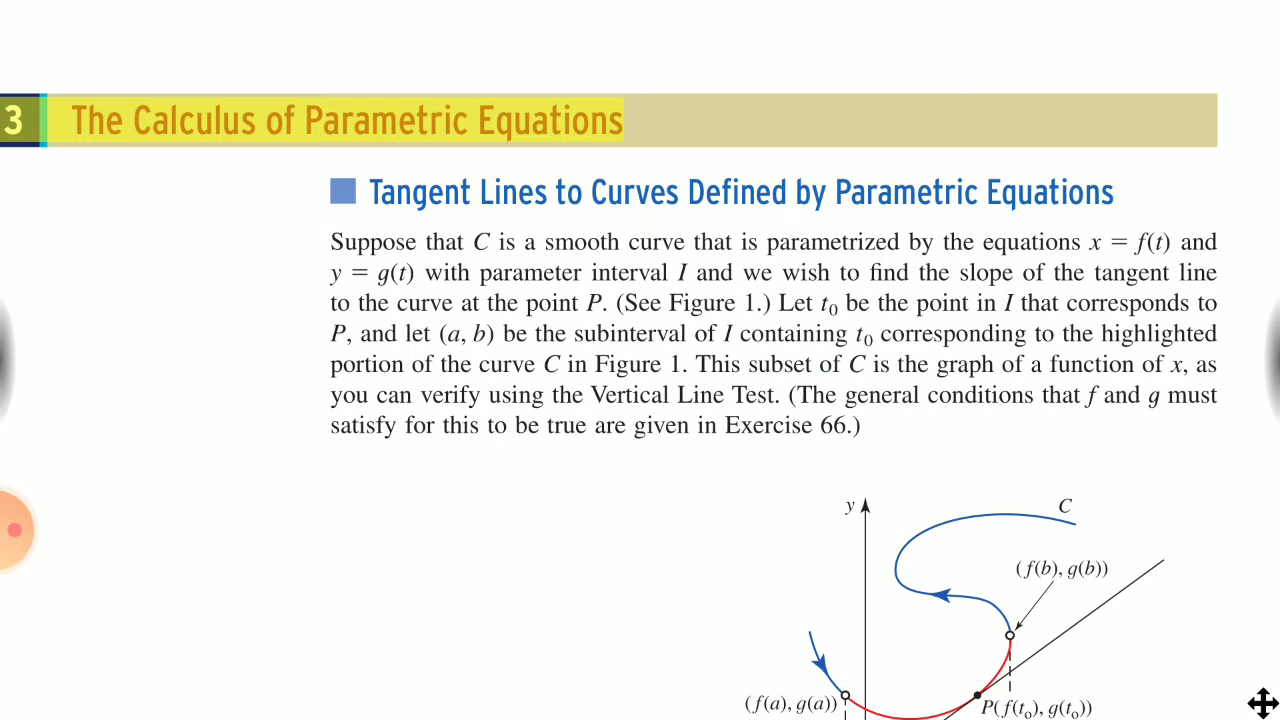 3 The Calculus of Parametric Equations
Tangent Lines to Curves Defined by Parametric Equations
Suppose that C is a smooth curve that is parametrized by the equations x = f(t) and
y = g(t) with parameter interval I and we wish to find the slope of the tangent line
to the curve at the point P. (See Figure 1.) Let t₀ be the point in I that corresponds to
P, and let (a, b) be the subinterval of I containing t₀ corresponding to the highlighted
portion of the curve C in Figure 1. This subset of C is the graph of a function of x, as
you can verify using the Vertical Line Test. (The general conditions that f and g must
satisfy for this to be true are given in Exercise 66.)
y
C
(f(b), g(b))
(f(a), g(a))
P(f(t₀), g(t₀))